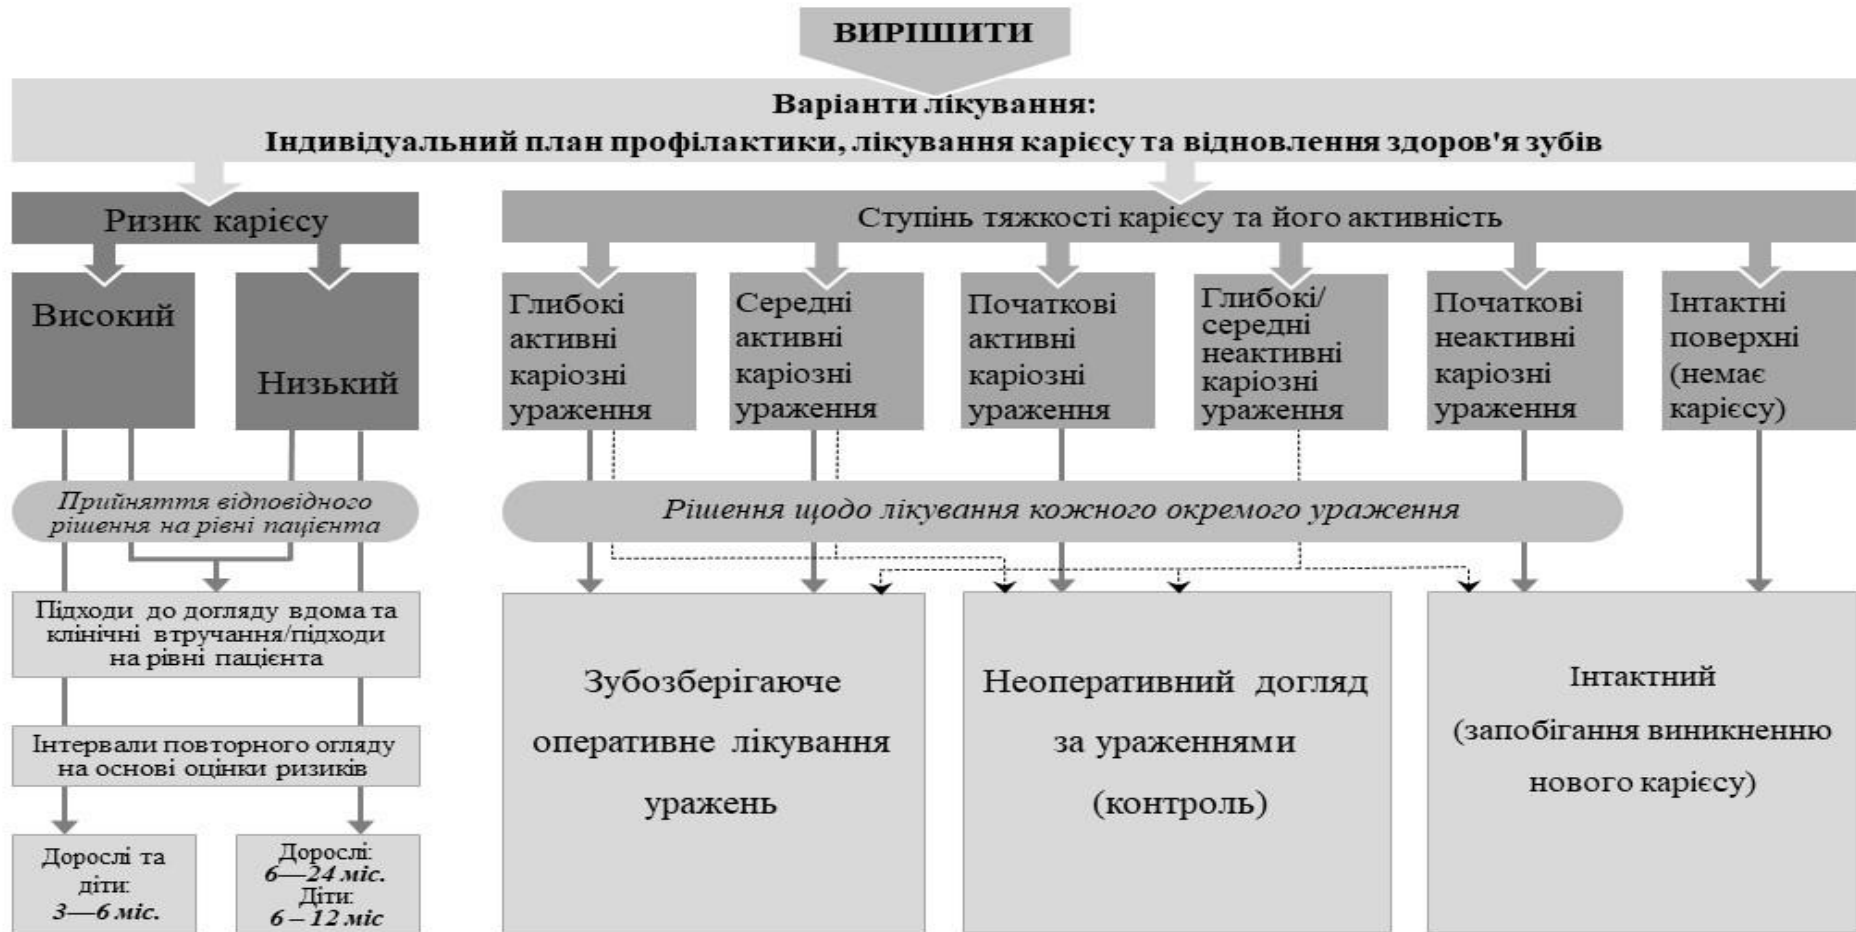 ВИРІШИТИ
Варіанти лікування:
Індивідуальний план профілактики, лікування карієсу та відновлення здоров'я зубів
Ризик карієсу
Високий
Низький
Прийняття відповідного
рішення на рівні пацієнта
Підходи до догляду вдома та
клінічні втручання/підходи
на рівні пацієнта
Інтервали повторного огляду
на основі оцінки ризиків
Дорослі та
діти:
3—6 міс.
Дорослі:
6—24 міс.
Діти:
6 – 12 міс
Ступінь тяжкості карієсу та його активність
Глибокі
активні
каріозні
ураження
Середні
активні
каріозні
ураження
Початкові
активні
каріозні
ураження
Глибокі/
середні
неактивні
каріозні
ураження
Початкові
неактивні
каріозні
ураження
Інтактні
поверхні
(немає
карієсу)
Рішення щодо лікування кожного окремого ураження
Зубозберігаюче
оперативне лікування
уражень
Неоперативний догляд
за ураженнями
(контроль)
Інтактний
(запобігання виникненню
нового карієсу)